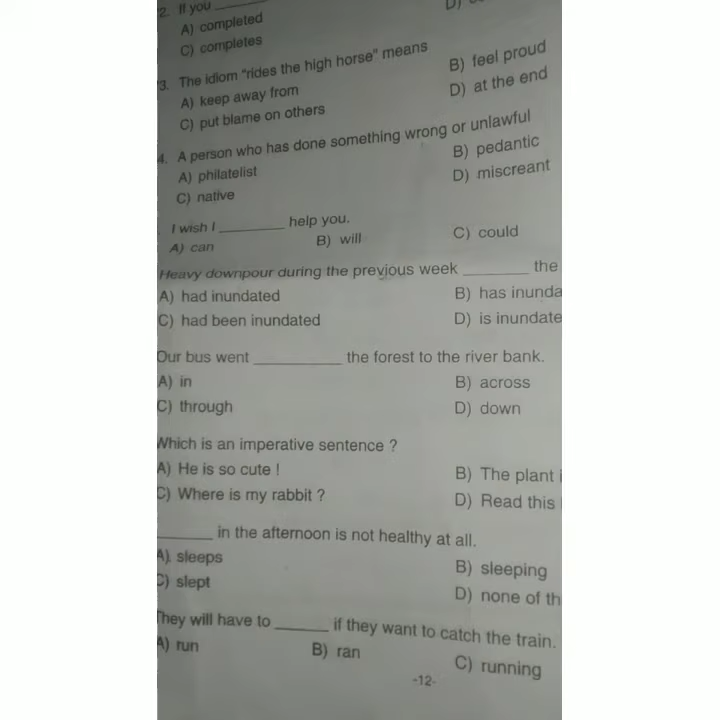 2. If you
A) completed
C) completes
3. The idiom "rides the high horse" means
A) keep away from
B) feel proud
C) put blame on others
D) at the end
4. A person who has done something wrong or unlawful
A) philatelist
B) pedantic
C) native
D) miscreant
I wish I _______ help you.
A) can
B) will
C) could
Heavy downpour during the previous week _______ the
A) had inundated
B) has inunda
C) had been inundated
D) is inundate
Our bus went _________ the forest to the river bank.
A) in
B) across
C) through
D) down
Which is an imperative sentence ?
A) He is so cute !
B) The plant i
C) Where is my rabbit ?
D) Read this
______ in the afternoon is not healthy at all.
A) sleeps
B) sleeping
C) slept
D) none of th
They will have to ______ if they want to catch the train.
A) run
B) ran
C) running
-12-